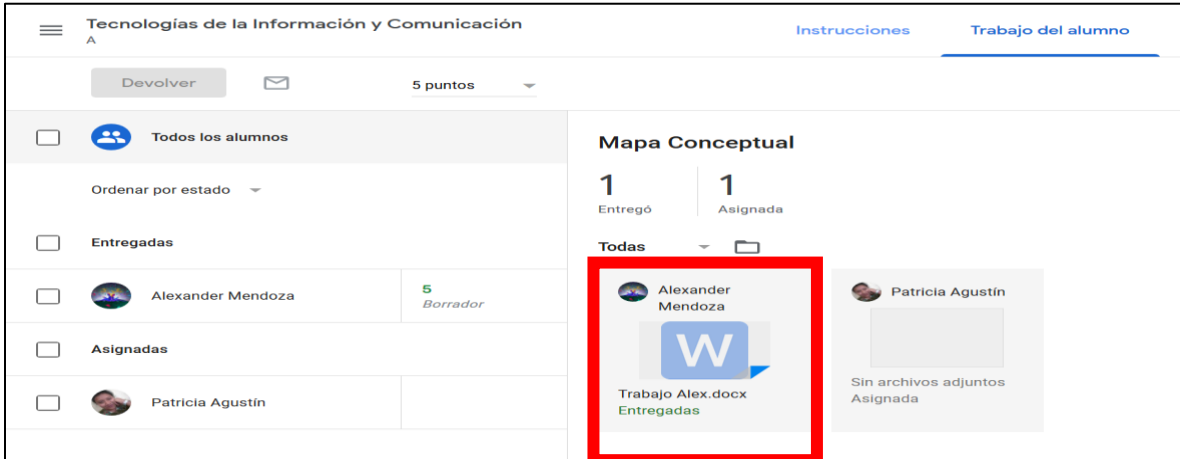 Tecnologías de la Información y Comunicación
A
Instrucciones
Trabajo del alumno
Devolver
5 puntos
Todos los alumnos
Ordenar por estado
Entregadas
Alexander Mendoza
5
Borrador
Asignadas
Patricia Agustín
Mapa Conceptual
1
Entregó
1
Asignada
Todas
Alexander
Mendoza
W
Trabajo Alex.docx
Entregadas
Patricia Agustín
Sin archivos adjuntos
Asignada